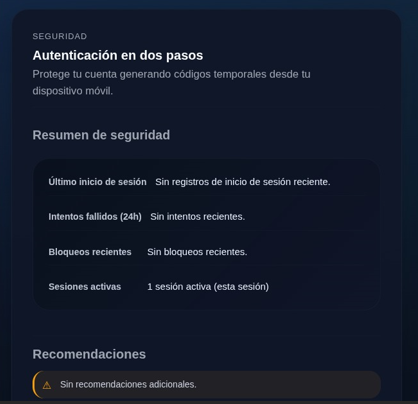 SEGURIDAD
Autenticación en dos pasos
Protege tu cuenta generando códigos temporales desde tu
dispositivo móvil.
Resumen de seguridad
Último inicio de sesión Sin registros de inicio de sesión reciente.
Intentos fallidos (24h) Sin intentos recientes.
Bloqueos recientes Sin bloqueos recientes.
Sesiones activas 1 sesión activa (esta sesión)
Recomendaciones
⚠ Sin recomendaciones adicionales.